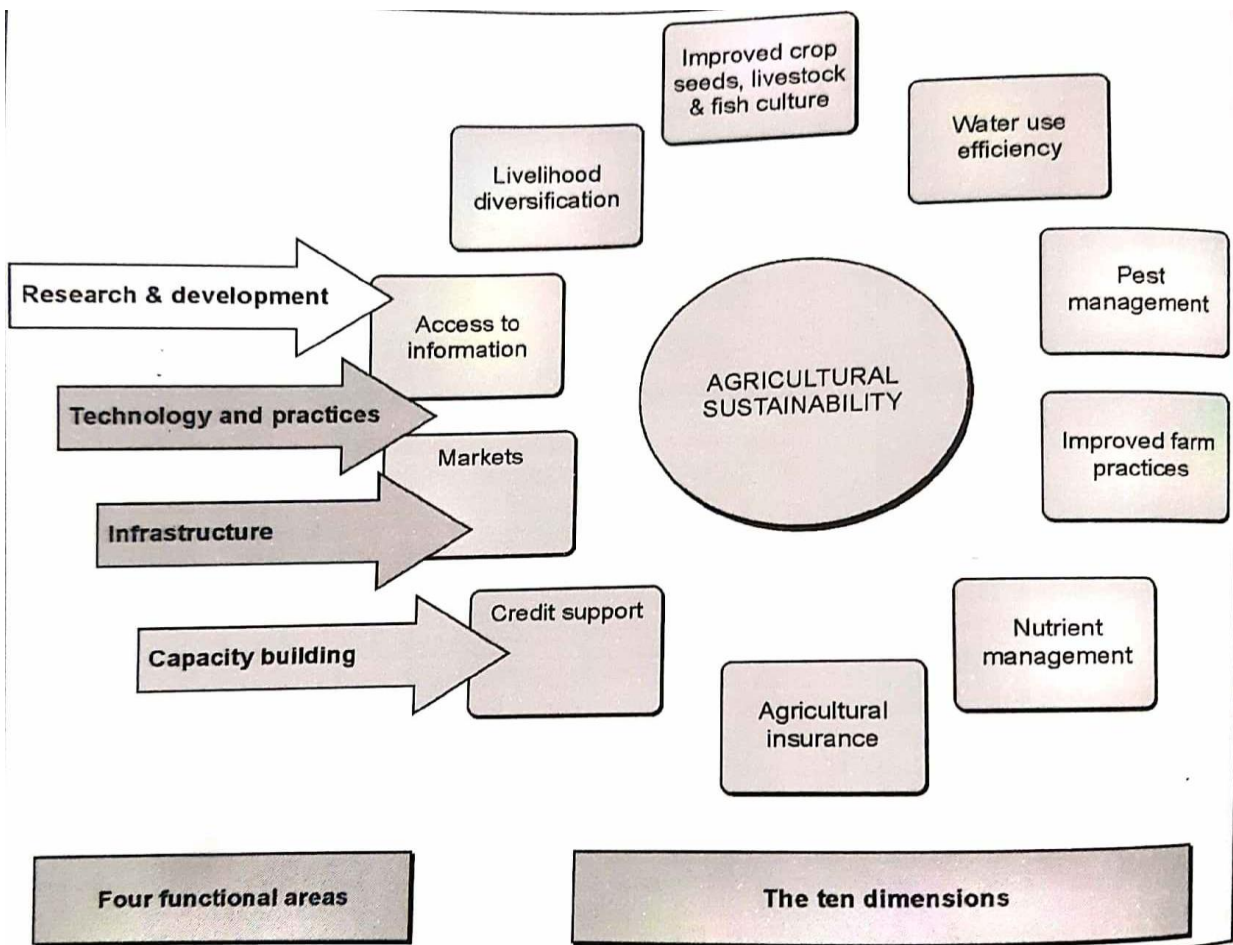 Improved crop
seeds, livestock
& fish culture
Water use
efficiency
Livelihood
diversification
Pest
management
Research & development
Access to
information
AGRICULTURAL
SUSTAINABILITY
Technology and practices
Improved farm
practices
Markets
Infrastructure
Credit support
Nutrient
management
Capacity building
Agricultural
insurance
Four functional areas
The ten dimensions